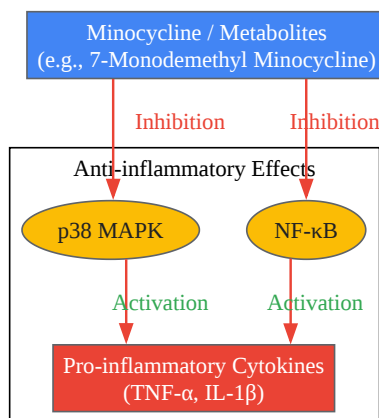 Minocycline / Metabolites
(e.g., 7-Monodemethyl Minocycline)
Inhibition
Inhibition
Anti-inflammatory Effects
p38 MAPK
NF-κB
Activation
Activation
Pro-inflammatory Cytokines
(TNF-α, IL-1β)